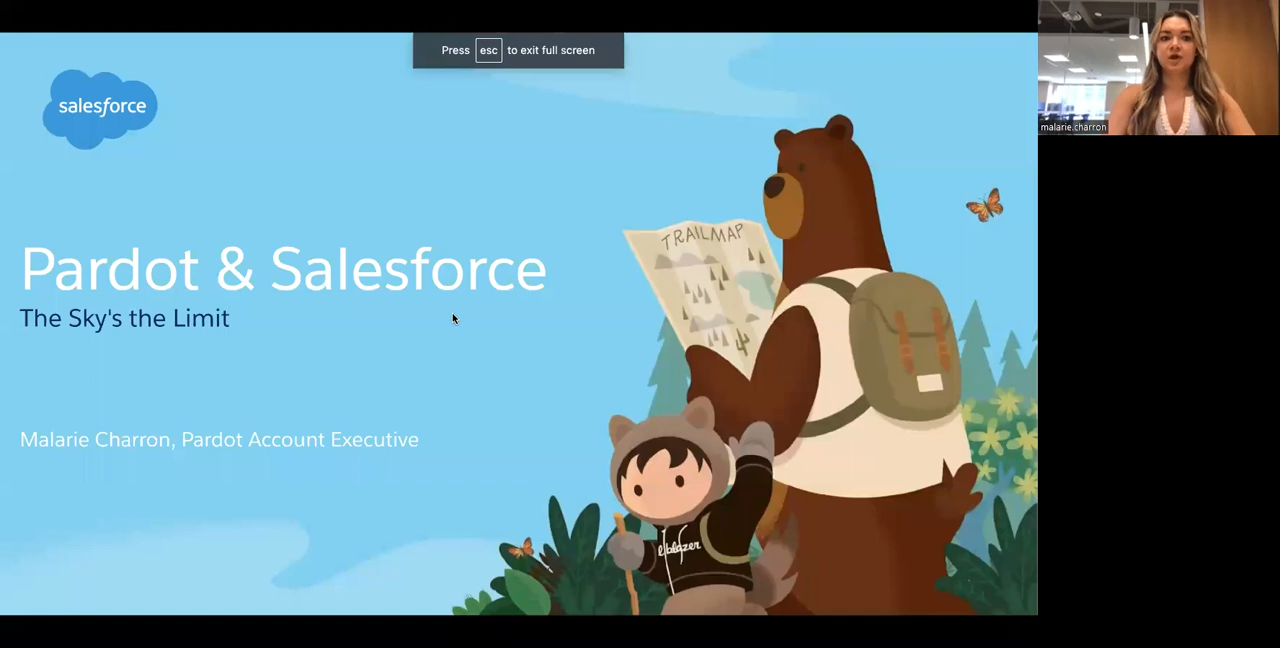 Press esc to exit full screen
salesforce
malarie.charron
TRAILMAP
Pardot & Salesforce
The Sky's the Limit
Malarie Charron, Pardot Account Executive